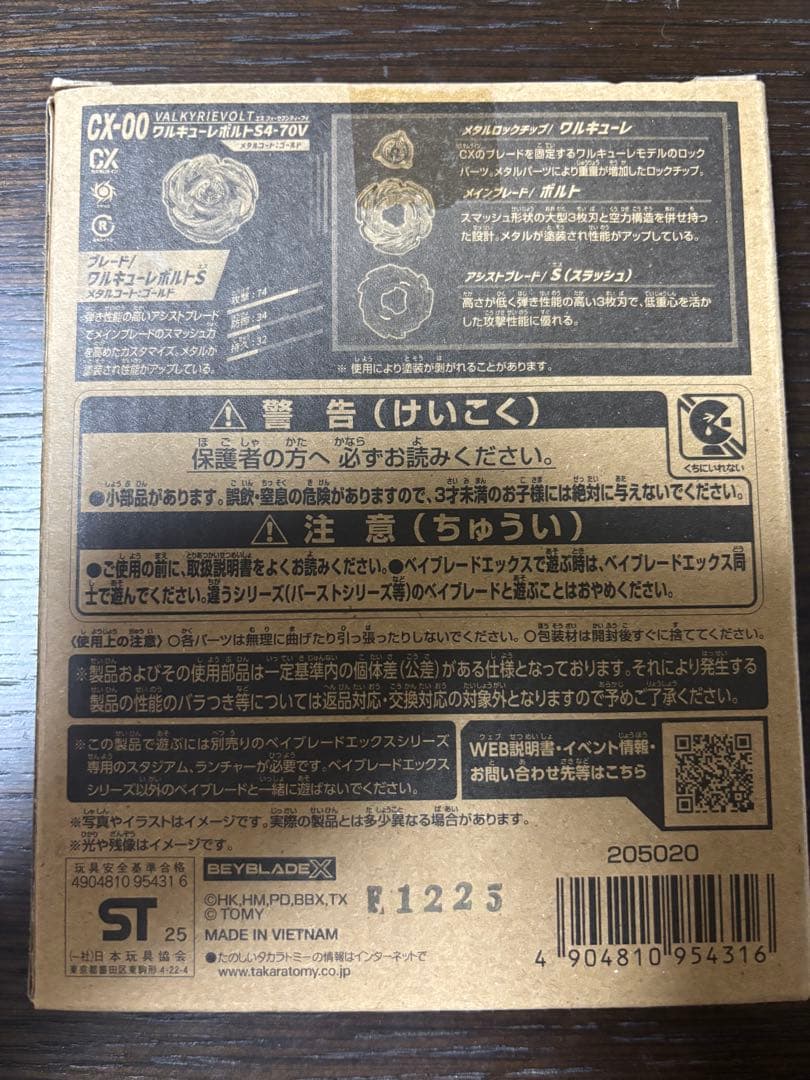 CX-00
VALKYRIEVOLT
ワルキューレボルトS4-70V
メタルコート:ゴールド
CX
R
ブレード/
ワルキューレボルトS
メタルコート:ゴールド
攻撃:74
防御:34
持久:32
弾き性能の高いアシストブレード
でメインブレードのスマッシュ力
を高めたカスタマイズ。メタルが
塗装され性能がアップしている。
メタルロックチップ/ ワルキューレ
CXのブレードを固定するワルキューレモデルのロック
パーツ。メタルパーツにより重量が増加したロックチップ。
メインブレード/ ボルト
スマッシュ形状の大型3枚刃と空力構造を併せ持っ
た設計。メタルが塗装され性能がアップしている。
アシストブレード/ S(スラッシュ)
高さが低く弾き性能の高い3枚刃で、低重心を活か
した攻撃性能に優れる。
※使用により塗装が剥がれることがあります。
警告(けいこく)
保護者の方へ 必ずお読みください。
くちにいれない
●小部品があります。誤飲・窒息の危険がありますので、3才未満のお子様には絶対に与えないでください。
注意(ちゅうい)
●ご使用の前に、取扱説明書をよくお読みください。●ベイブレードエックスで遊ぶ時は、ベイブレードエックス同
士で遊んでください。違うシリーズ(バーストシリーズ等)のベイブレードと遊ぶことはおやめください。
〈使用上の注意〉○各パーツは無理に曲げたり引っ張ったりしないでください。○包装材は開封後すぐに捨ててください。
※製品およびその使用部品は一定基準内の個体差(公差)がある仕様となっております。それにより発生する
製品の性能のバラつき等については返品対応・交換対応の対象外となりますので予めご了承ください。
※この製品で遊ぶには別売りのベイブレードエックスシリーズ
専用のスタジアム、ランチャーが必要です。ベイブレードエックス
シリーズ以外のベイブレードと一緒に遊ばないでください。
WEB説明書・イベント情報・
お問い合わせ先等はこちら
※写真やイラストはイメージです。実際の製品とは多少異なる場合があります。
※光や残像はイメージです。
玩具安全基準合格
4904810 95431 6
ST 25
(一社)日本玩具協会
東京都墨田区東駒形4-22-4
BEYBLADE X
©HK,HM,PD,BBX,TX
© TOMY
MADE IN VIETNAM
●たのしいタカラトミーの情報はインターネットで
www.takaratomy.co.jp
E1225
205020
4 904810 954316